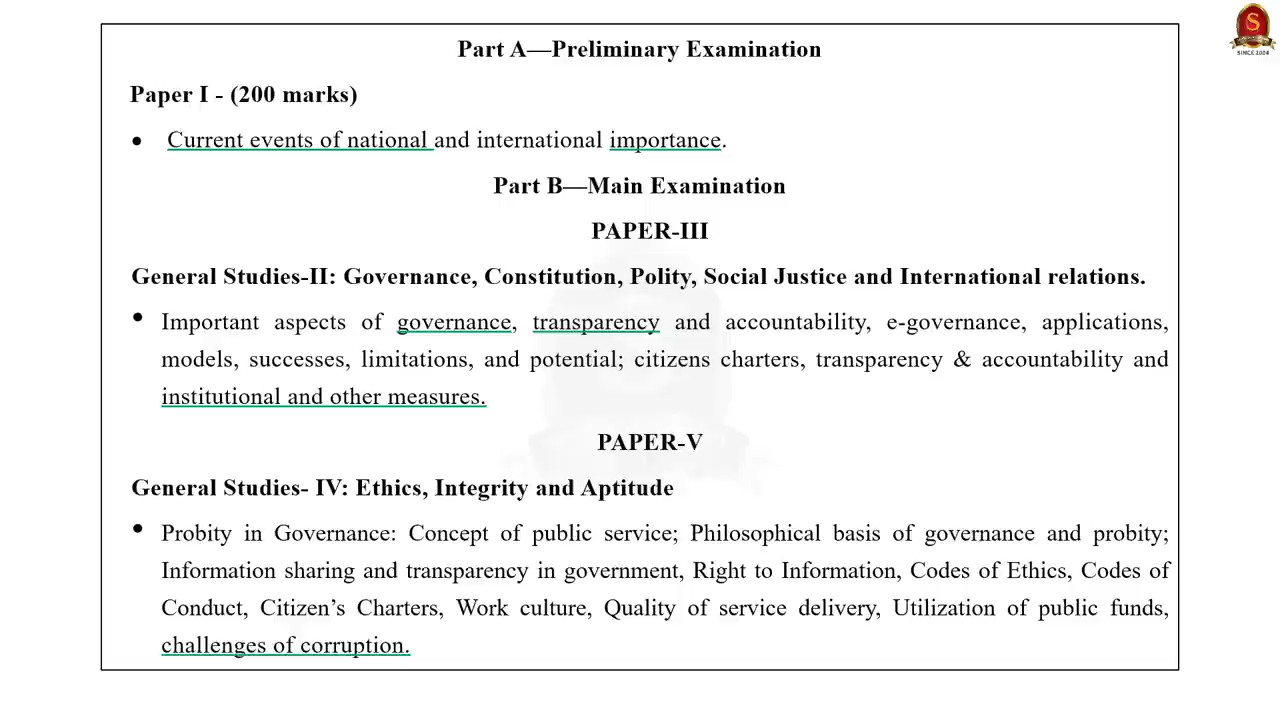 Part A—Preliminary Examination
S
SINCE 2004
Paper I - (200 marks)
• Current events of national and international importance.
Part B—Main Examination
PAPER-III
General Studies-II: Governance, Constitution, Polity, Social Justice and International relations.
• Important aspects of governance, transparency and accountability, e-governance, applications,
models, successes, limitations, and potential; citizens charters, transparency & accountability and
institutional and other measures.
PAPER-V
General Studies- IV: Ethics, Integrity and Aptitude
• Probity in Governance: Concept of public service; Philosophical basis of governance and probity;
Information sharing and transparency in government, Right to Information, Codes of Ethics, Codes of
Conduct, Citizen’s Charters, Work culture, Quality of service delivery, Utilization of public funds,
challenges of corruption.